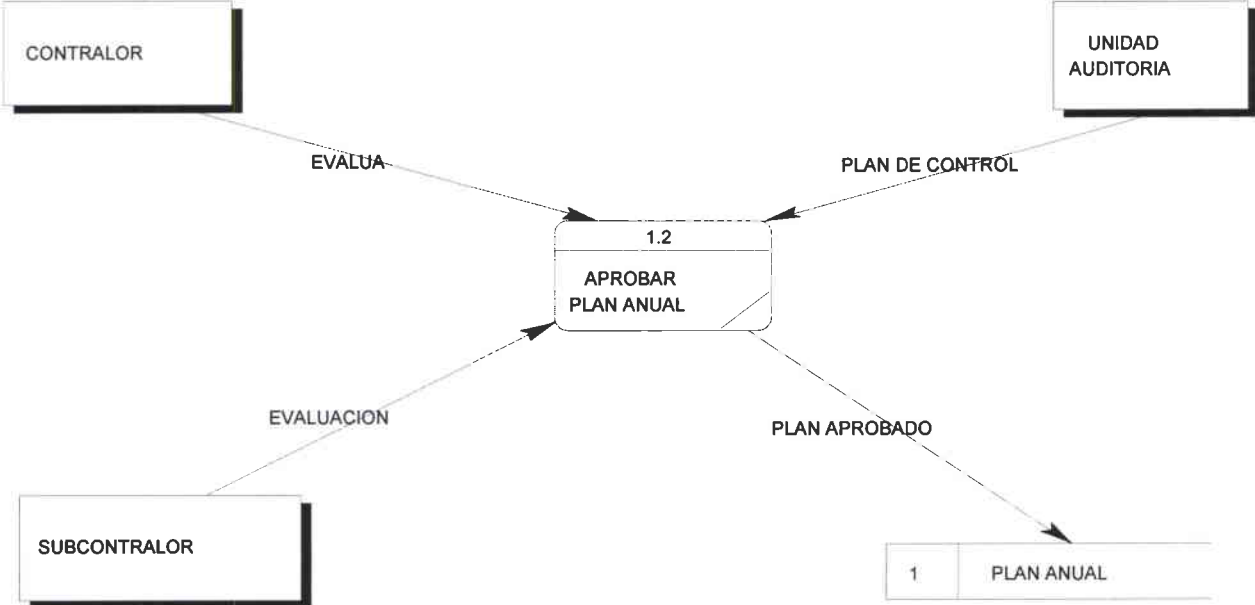 CONTRALOR
UNIDAD
AUDITORIA
EVALUA
PLAN DE CONTROL
1.2
APROBAR
PLAN ANUAL
EVALUACION
PLAN APROBADO
SUBCONTRALOR
1
PLAN ANUAL